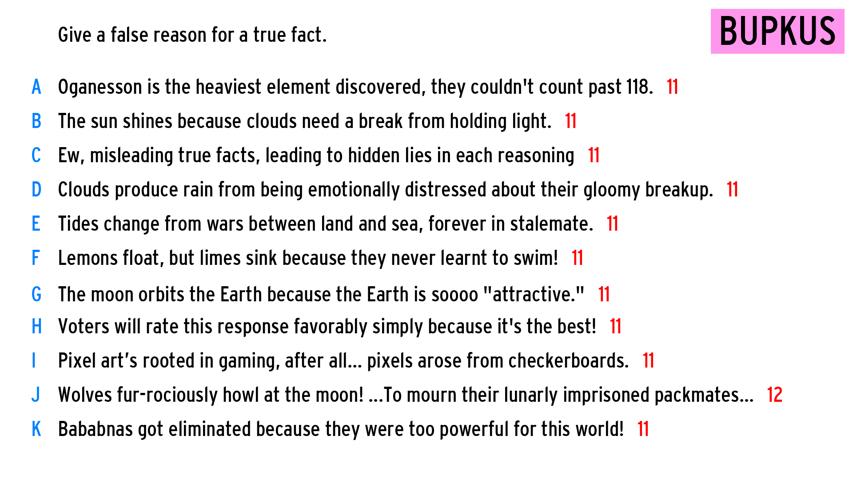 Give a false reason for a true fact.
BUPKUS
A Oganesson is the heaviest element discovered, they couldn't count past 118. 11
B The sun shines because clouds need a break from holding light. 11
C Ew, misleading true facts, leading to hidden lies in each reasoning 11
D Clouds produce rain from being emotionally distressed about their gloomy breakup. 11
E Tides change from wars between land and sea, forever in stalemate. 11
F Lemons float, but limes sink because they never learnt to swim! 11
G The moon orbits the Earth because the Earth is soooo "attractive." 11
H Voters will rate this response favorably simply because it's the best! 11
I Pixel art's rooted in gaming, after all... pixels arose from checkerboards. 11
J Wolves fur-rociously howl at the moon! ...To mourn their lunarly imprisoned packmates... 12
K Bababnas got eliminated because they were too powerful for this world! 11